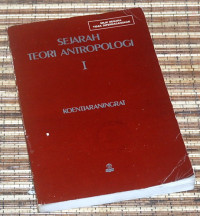 SEJARAH
TEORI ANTROPOLOGI
I
KOENTJARANINGRAT